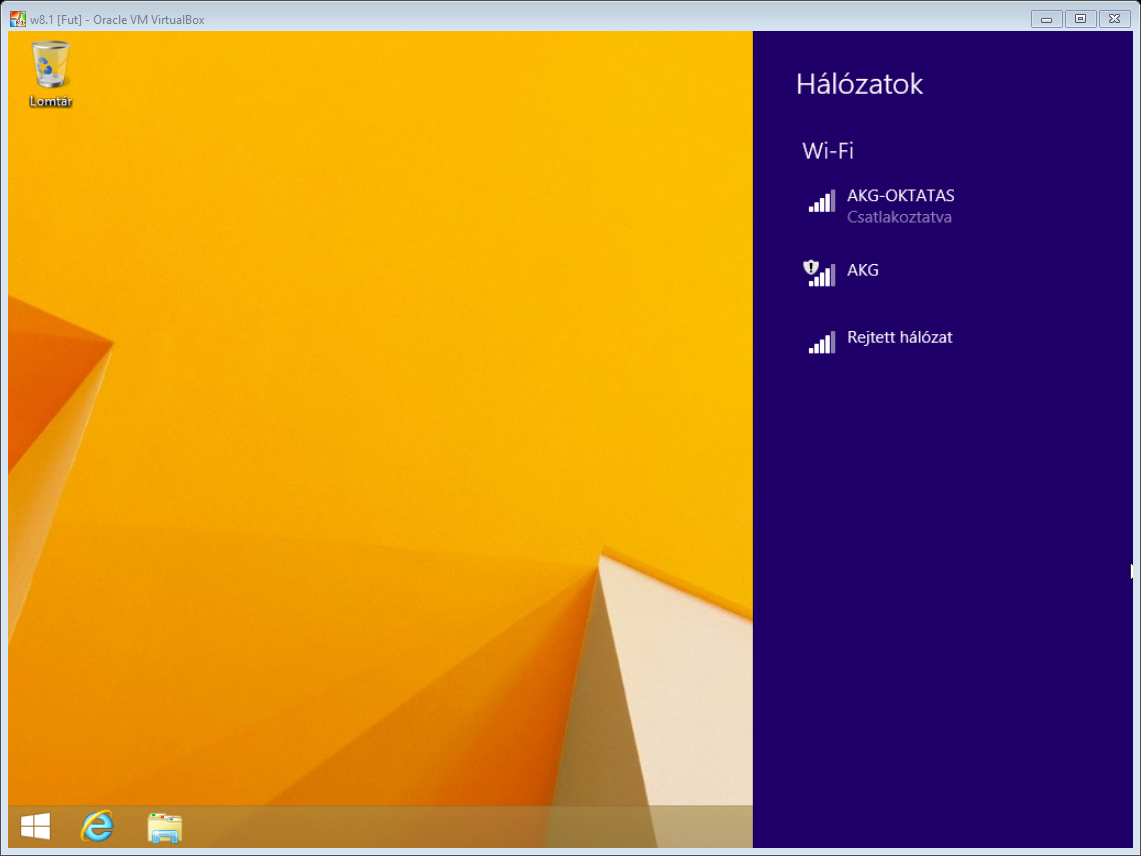 w8.1 [Fut] - Oracle VM VirtualBox
Lomtár
Hálózatok
Wi-Fi
AKG-OKTATAS
Csatlakoztatva
AKG
Rejtett hálózat